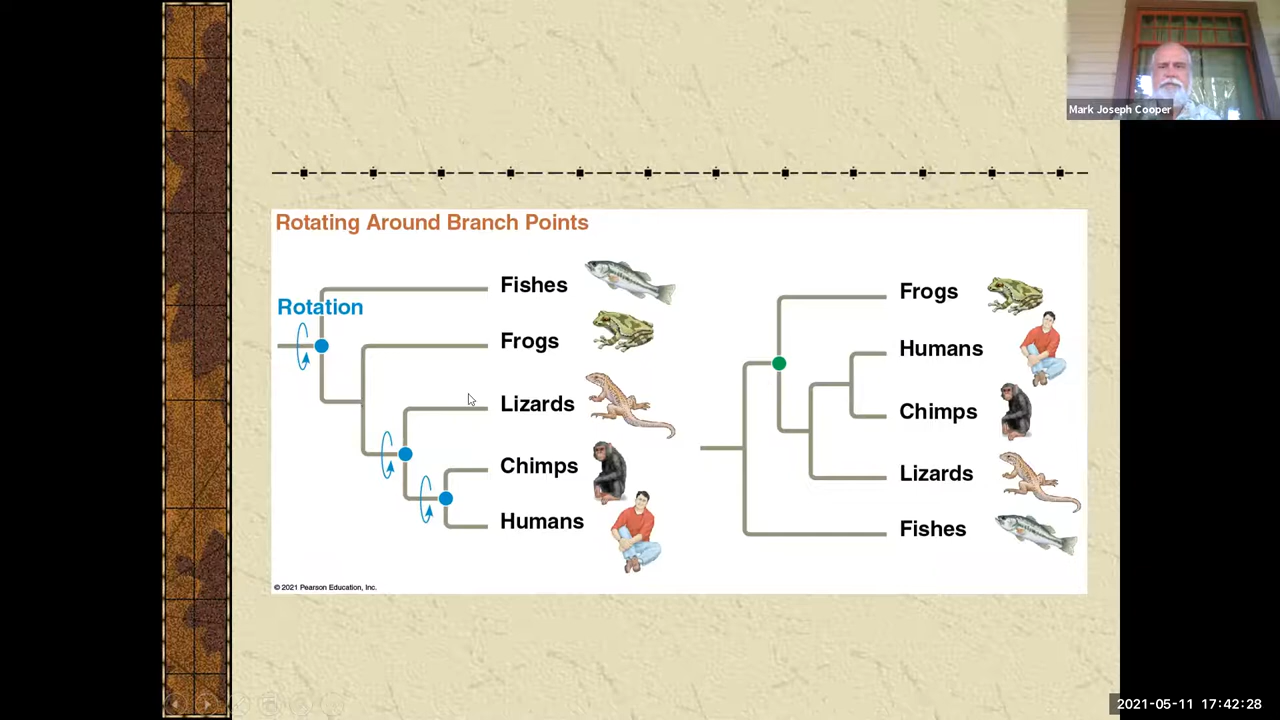 Mark Joseph Cooper
Rotating Around Branch Points
Rotation
Fishes
Frogs
Lizards
Chimps
Humans
Frogs
Humans
Chimps
Lizards
Fishes
© 2021 Pearson Education, Inc.
2021-05-11 17:42:28